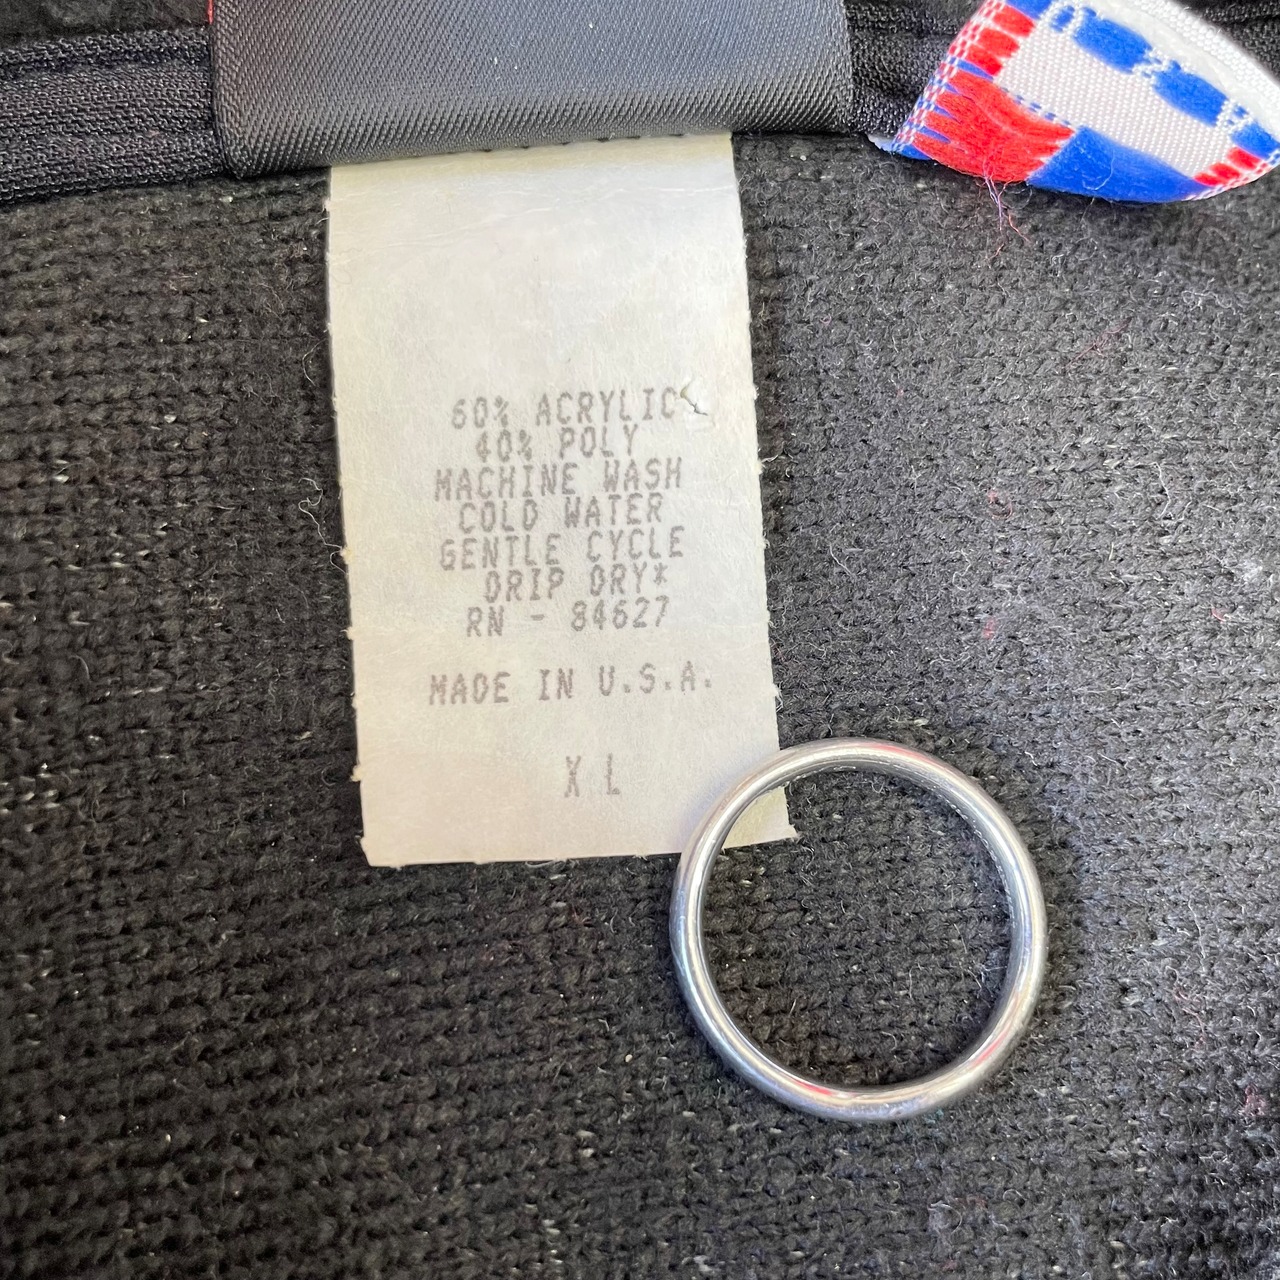 60% ACRYLIC
40% POLY
MACHINE WASH
COLD WATER
GENTLE CYCLE
DRIP DRY*
RN - 84627
MADE IN U.S.A.
XL